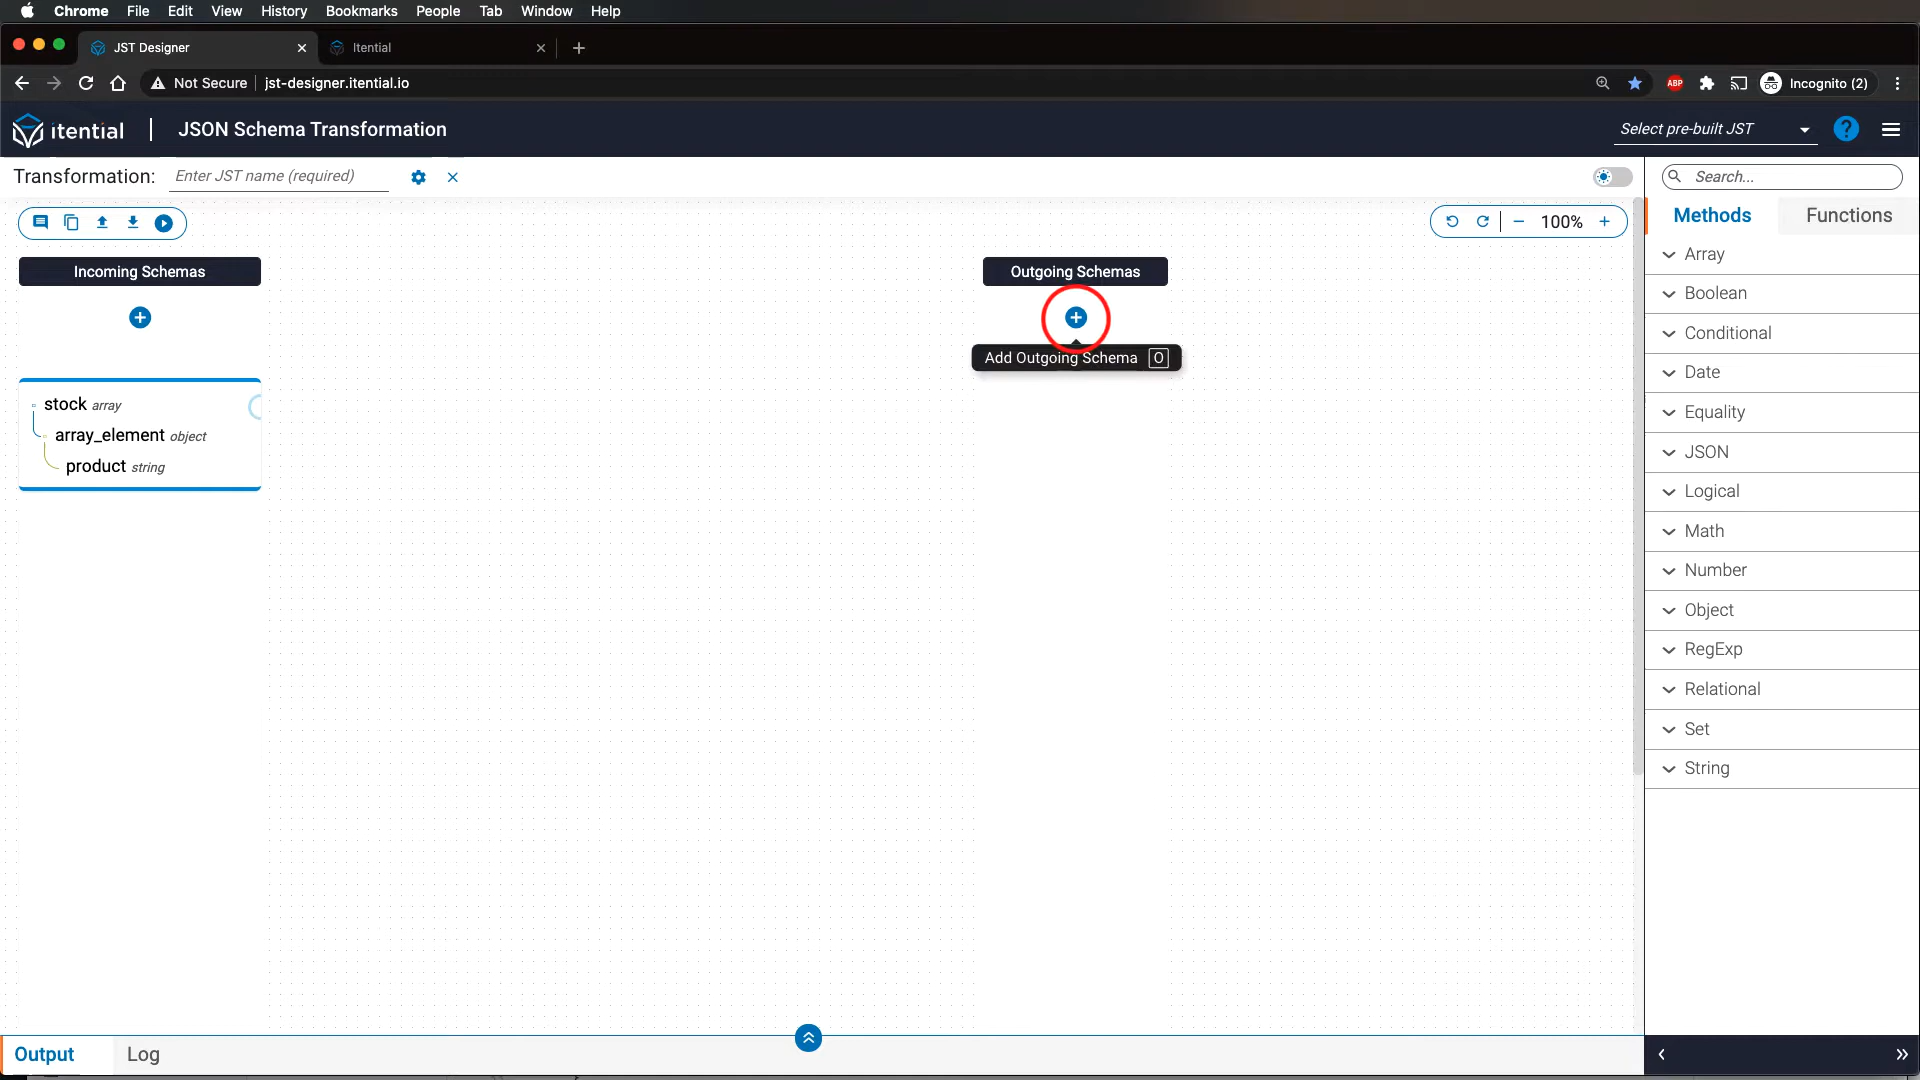 Chrome File Edit View History Bookmarks People Tab Window Help
JST Designer
Itential
Not Secure jst-designer.itential.io
ABP
Incognito (2)
itential
JSON Schema Transformation
Select pre-built JST
?
Transformation: Enter JST name (required)
100%
Incoming Schemas
Outgoing Schemas
Add Outgoing Schema O
stock array
array_element object
product string
Search...
Methods Functions
Array
Boolean
Conditional
Date
Equality
JSON
Logical
Math
Number
Object
RegExp
Relational
Set
String
Output Log